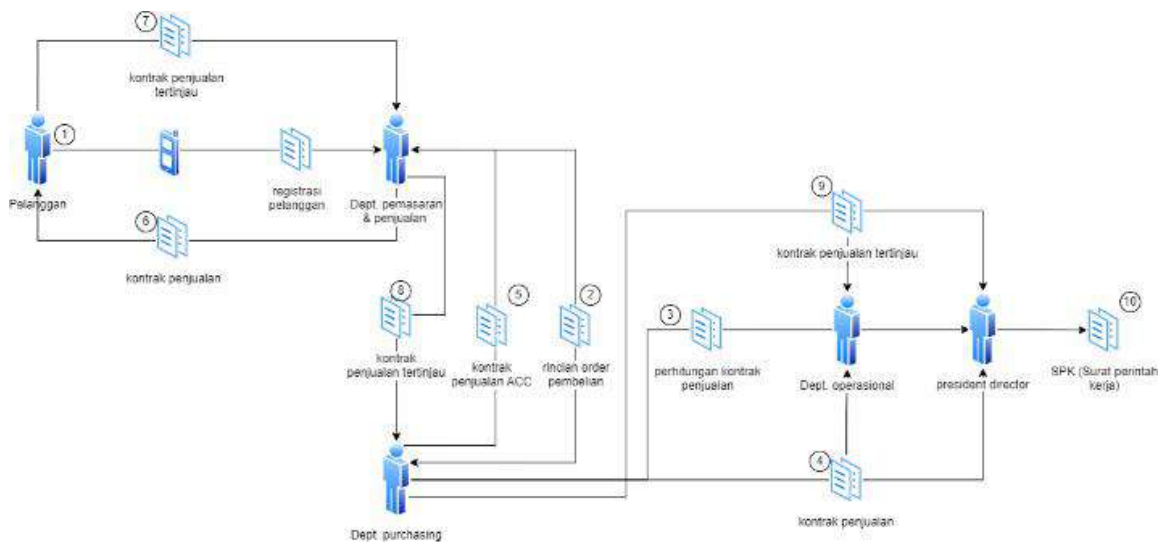 7
kontrak penjualan
tertinjau
1
registrasi
pelanggan
Pelanggan
Dept. pemasaran
& penjualan
6
kontrak penjualan
8
kontrak
penjualan tertinjau
5
kontrak
penjualan ACC
2
rincian order
pembelian
Dept. purchasing
9
kontrak penjualan tertinjau
3
perhitungan kontrak
penjualan
Dept. operasional
president director
10
SPK (Surat perintah
kerja)
4
kontrak penjualan